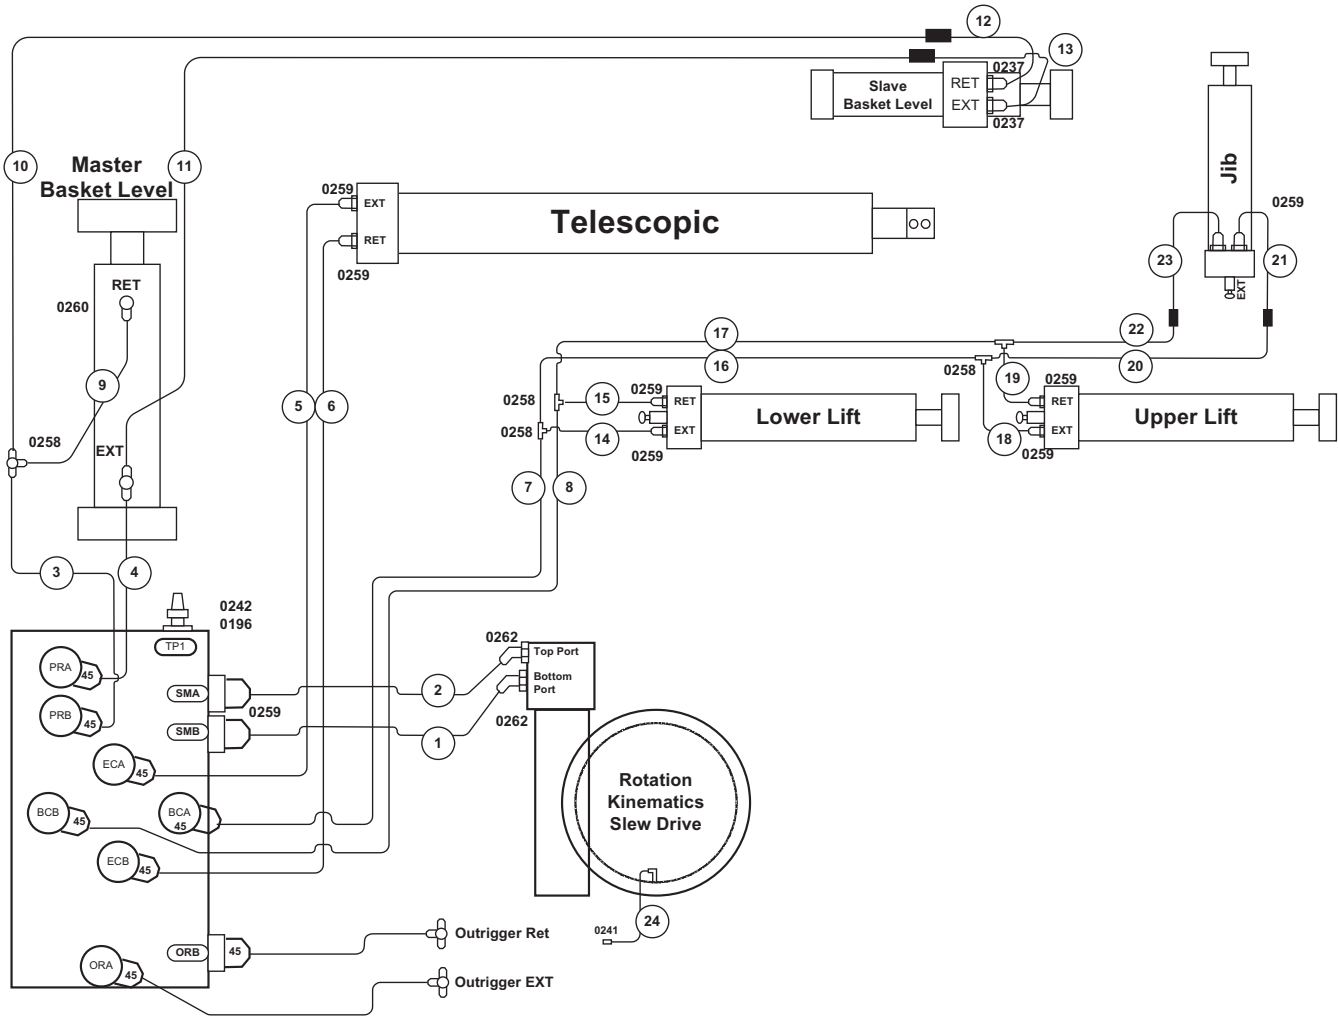 12
13
0237
RET
EXT
0237
Slave
Basket Level
Jib
0259
EXT
23
21
10
Master
Basket Level
11
RET
0260
9
0258
EXT
0259
EXT
RET
0259
Telescopic
5
6
17
16
22
20
0258
19
0258
0258
15
14
0259
RET
EXT
0259
Lower Lift
18
0259
RET
EXT
0259
Upper Lift
7
8
3
4
0242
0196
TP1
PRA
45
PRB
45
SMA
SMB
0259
ECA
45
BCB
45
BCA
45
ECB
45
ORB
45
ORA
45
2
1
0262
Top Port
Bottom
Port
0262
Rotation
Kinematics
Slew Drive
24
0241
Outrigger Ret
Outrigger EXT